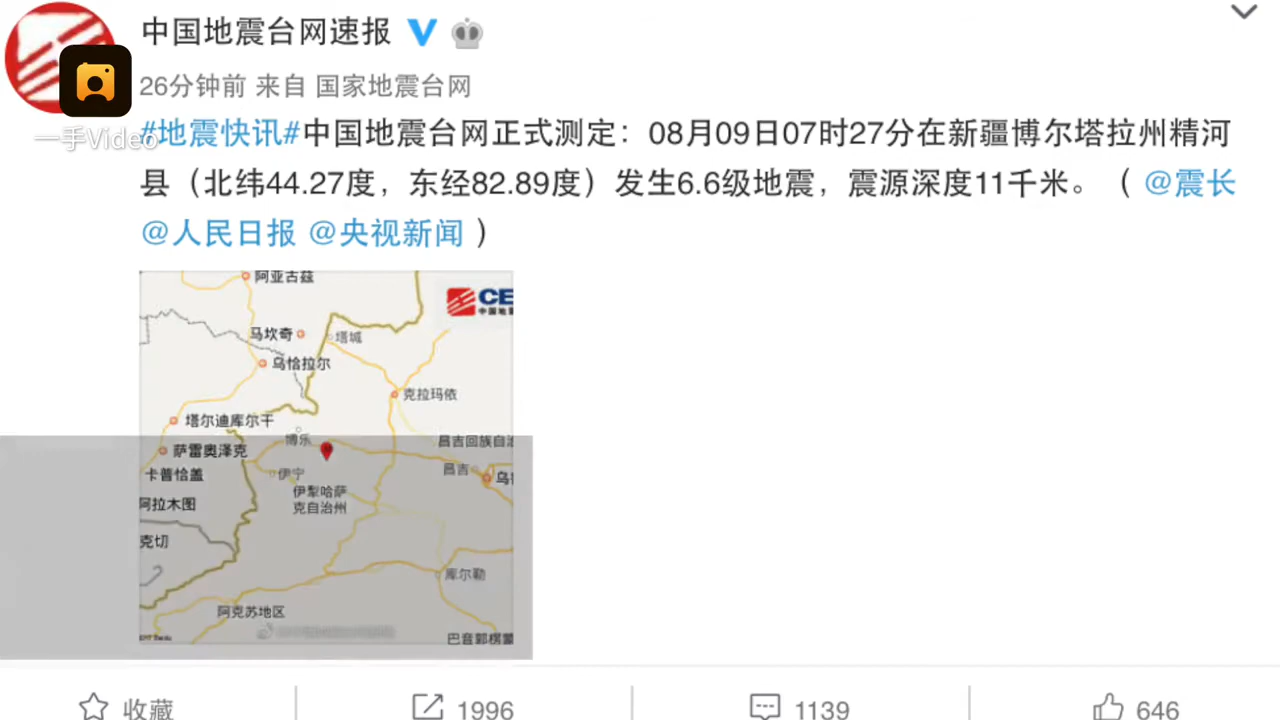 中国地震台网速报
26分钟前 来自 国家地震台网
一手Video
#地震快讯#中国地震台网正式测定：08月09日07时27分在新疆博尔塔拉州精河
县（北纬44.27度，东经82.89度）发生6.6级地震，震源深度11千米。（ @震长
@人民日报 @央视新闻 ）
阿亚古兹
CE
中国地震
马坎奇
塔城
乌恰拉尔
克拉玛依
塔尔迪库尔干
博乐
昌吉回族自治
萨雷奥泽克
昌吉
卡普恰盖
伊宁
乌
伊犁哈萨
克自治州
阿拉木图
克切
库尔勒
阿克苏地区
巴音郭楞蒙
收藏
1996
1139
646